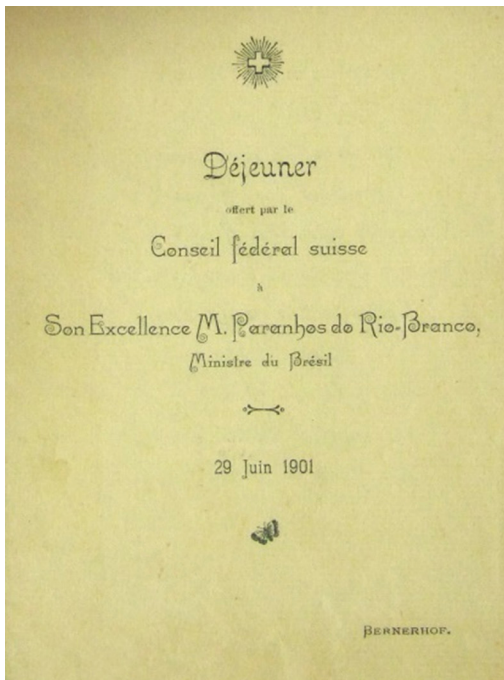 Déjeuner
offert par le
Conseil fédéral suisse
à
Son Excellence M. Paranhos do Rio-Branco,
Ministre du Brésil
29 Juin 1901
BERNERHOF.